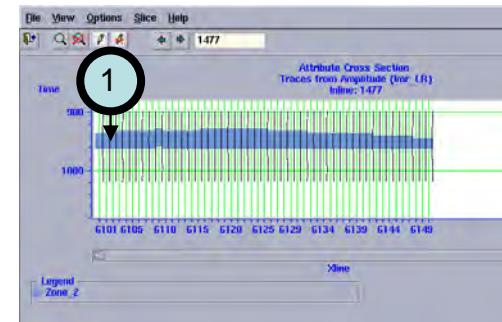 File View Options Slice Help
1477
Attribute Cross Section
Traces from Amplitude (Imr_LR)
Inline: 1477
Time
1
900
1000
6101 6105 6110 6115 6120 6125 6129 6134 6139 6144 6149
Xline
Legend
Zone_2